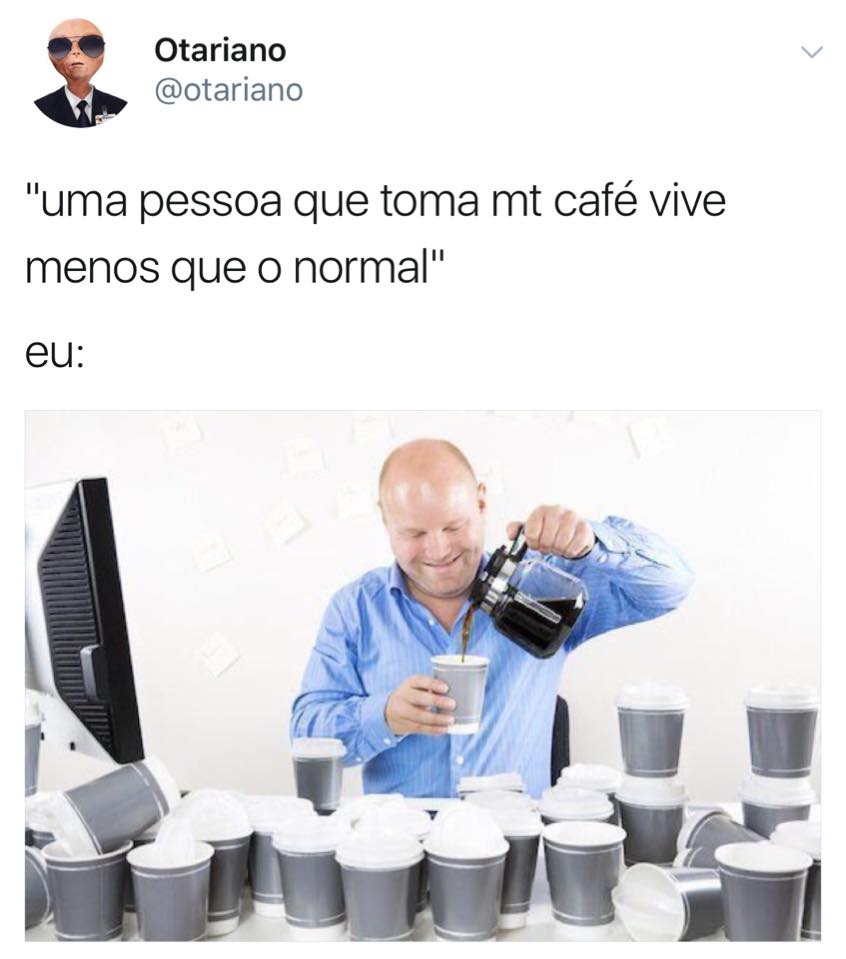 Otariano
@otariano
"uma pessoa que toma mt café vive
menos que o normal"
eu: